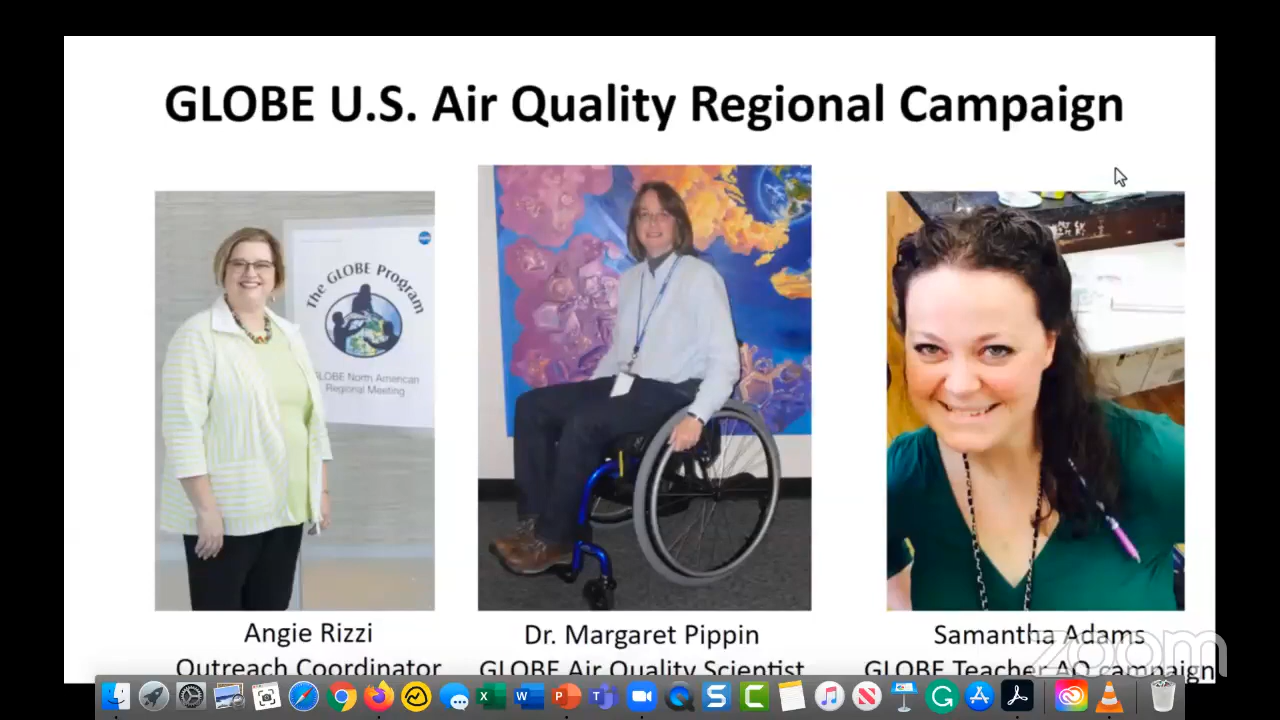 GLOBE U.S. Air Quality Regional Campaign
The GLOBE Program
GLOBE North American
Regional Meeting
Angie Rizzi
Outreach Coordinator
Dr. Margaret Pippin
GLOBE Air Quality Scientist
Samantha Adams
GLOBE Teacher AQ campaign
zoom